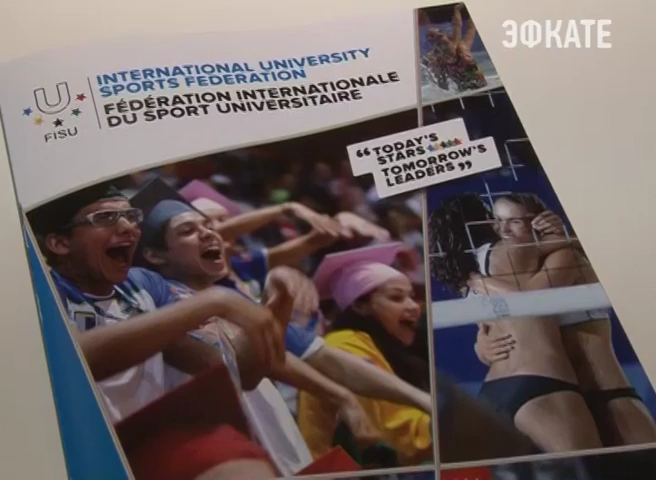 ЭФКАТЕ
INTERNATIONAL UNIVERSITY
SPORTS FEDERATION
FÉDÉRATION INTERNATIONALE
DU SPORT UNIVERSITAIRE
U
FISU
“TODAY'S
STARS
TOMORROW'S
LEADERS”